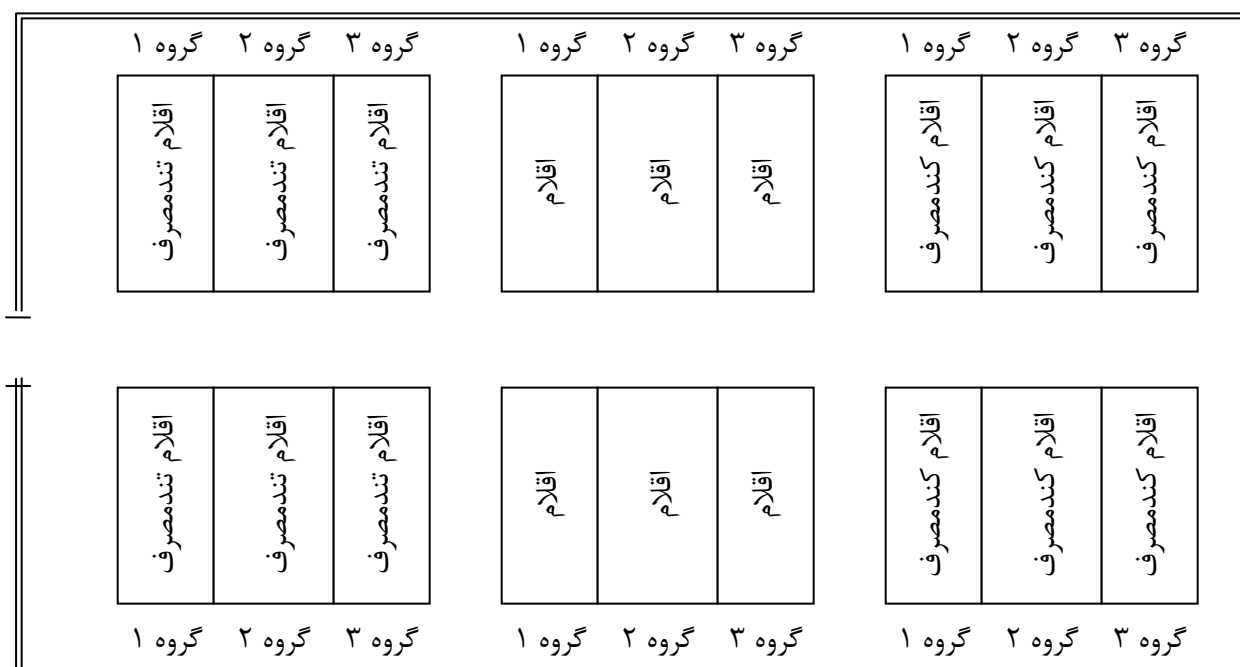 گروه ۱ گروه ۲ گروه ۳ گروه ۱ گروه ۲ گروه ۳ گروه ۱ گروه ۲ گروه ۳
اقلام تندمصرف
اقلام تندمصرف
اقلام تندمصرف
اقلام
اقلام
اقلام
اقلام کندمصرف
اقلام کندمصرف
اقلام کندمصرف
اقلام تندمصرف
اقلام تندمصرف
اقلام تندمصرف
اقلام
اقلام
اقلام
اقلام کندمصرف
اقلام کندمصرف
اقلام کندمصرف
گروه ۱ گروه ۲ گروه ۳ گروه ۱ گروه ۲ گروه ۳ گروه ۱ گروه ۲ گروه ۳